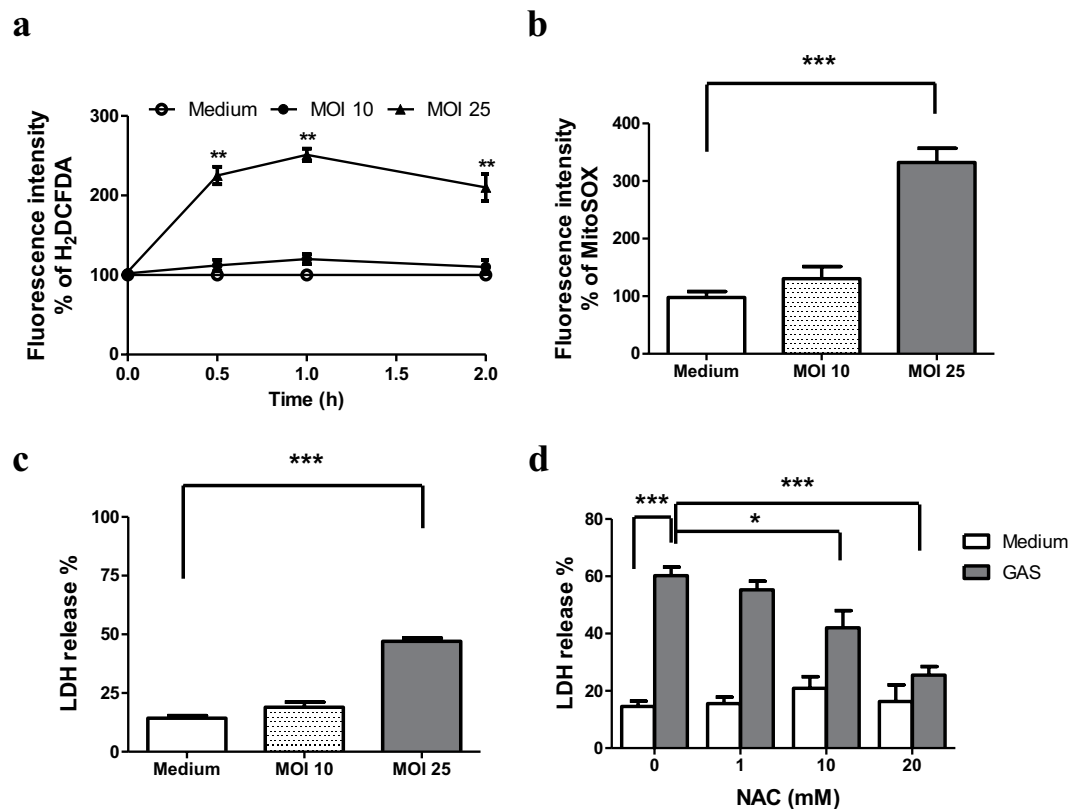 a
Medium MOI 10 MOI 25
Fluorescence intensity
% of H₂DCFDA
300
200
100
0
** ** **
0.0 0.5 1.0 1.5 2.0
Time (h)
b
***
Fluorescence intensity
% of MitoSOX
400
300
200
100
0
Medium MOI 10 MOI 25
c
***
LDH release %
100
75
50
25
0
Medium MOI 10 MOI 25
d
***
***
*
Medium
GAS
LDH release %
80
60
40
20
0
0 1 10 20
NAC (mM)